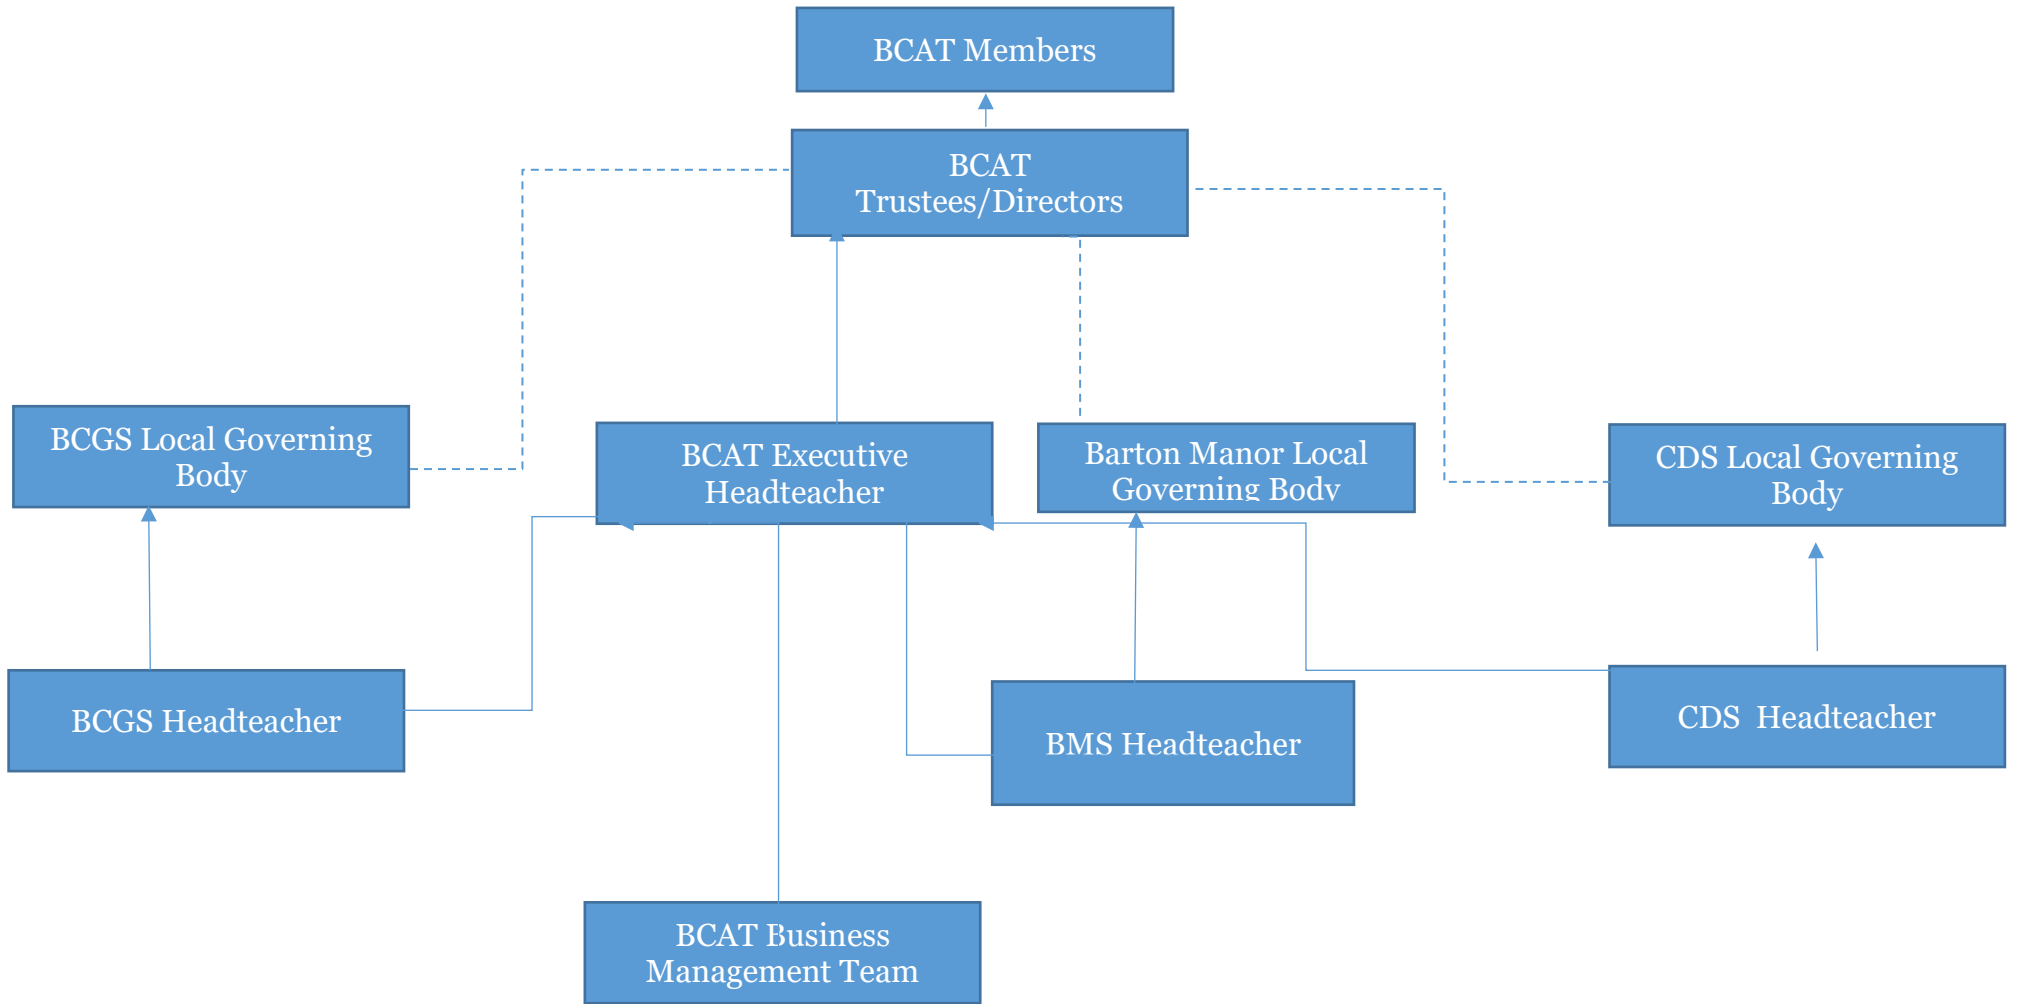 BCAT Members
BCAT
Trustees/Directors
BCGS Local Governing
Body
BCAT Executive
Headteacher
Barton Manor Local
Governing Body
CDS Local Governing
Body
BCGS Headteacher
BMS Headteacher
CDS  Headteacher
BCAT Business
Management Team